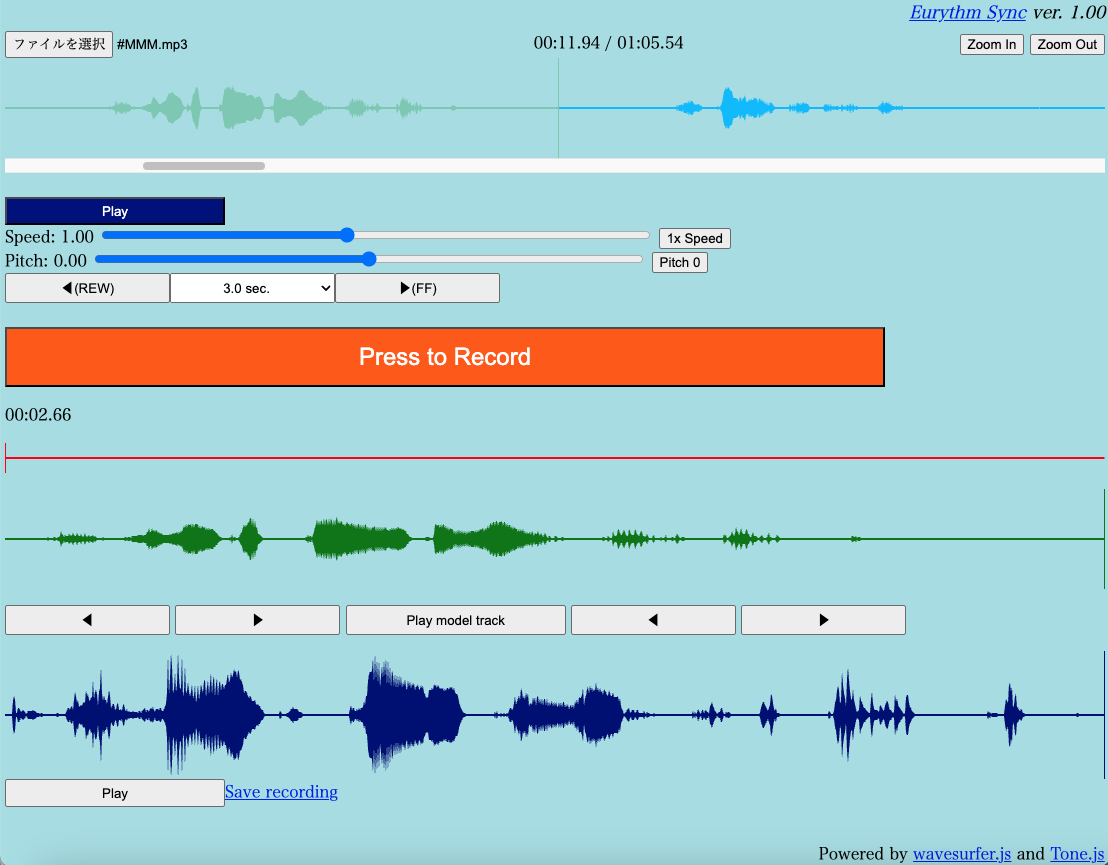 Eurythm Sync ver. 1.00
ファイルを選択 #MMM.mp3 00:11.94 / 01:05.54 Zoom In Zoom Out
Play
Speed: 1.00 1x Speed
Pitch: 0.00 Pitch 0
◀(REW) 3.0 sec. ▶(FF)
Press to Record
00:02.66
◀ ▶ Play model track ◀ ▶
Play Save recording
Powered by wavesurfer.js and Tone.js